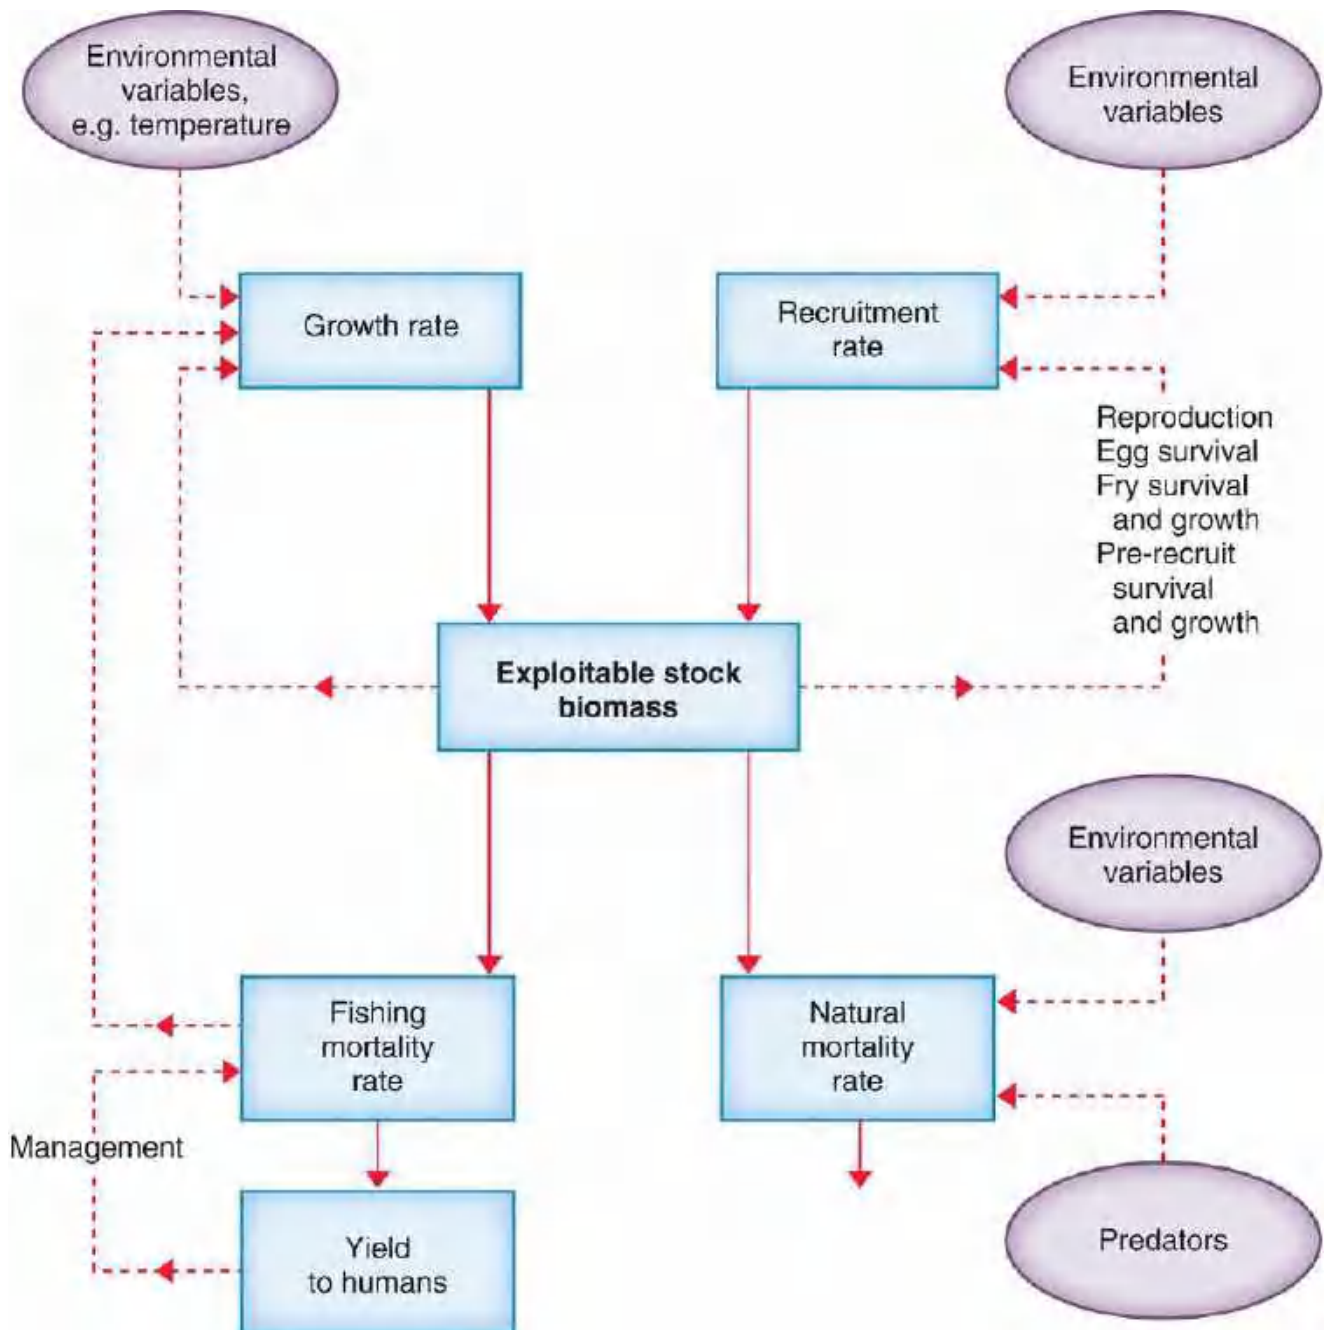 Environmental
variables,
e.g. temperature
Environmental
variables
Growth rate
Recruitment
rate
Reproduction
Egg survival
Fry survival
and growth
Pre-recruit
survival
and growth
Exploitable stock
biomass
Environmental
variables
Fishing
mortality
rate
Natural
mortality
rate
Management
Yield
to humans
Predators